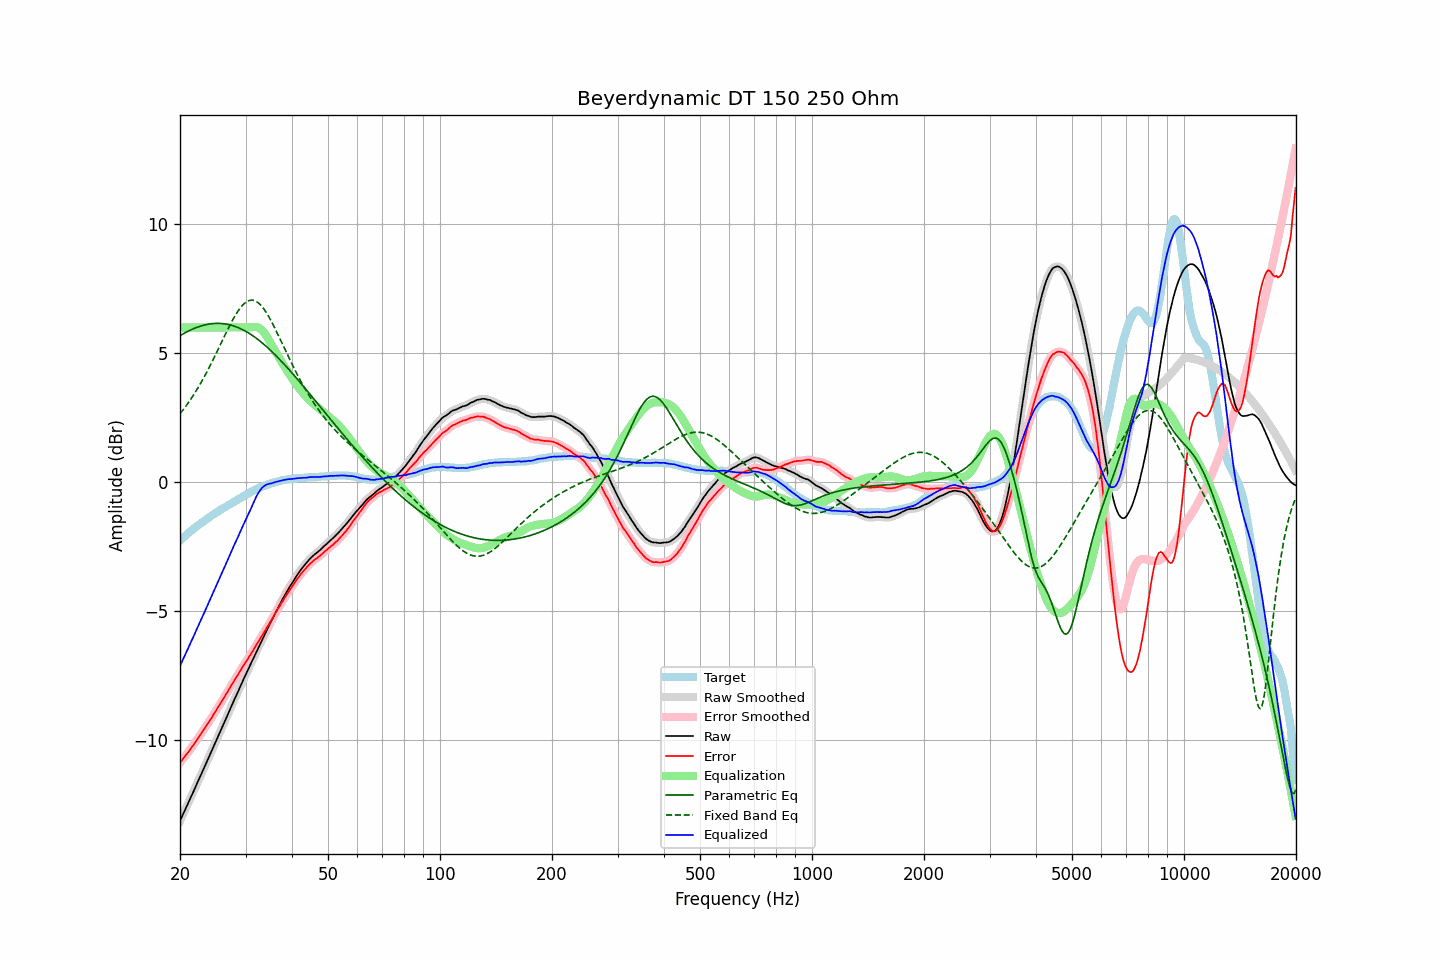 Beyerdynamic DT 150 250 Ohm
Amplitude (dBr)
10
5
0
−5
−10
Target
Raw Smoothed
Error Smoothed
Raw
Error
Equalization
Parametric Eq
Fixed Band Eq
Equalized
20 50 100 200 500 1000 2000 5000 10000 20000
Frequency (Hz)